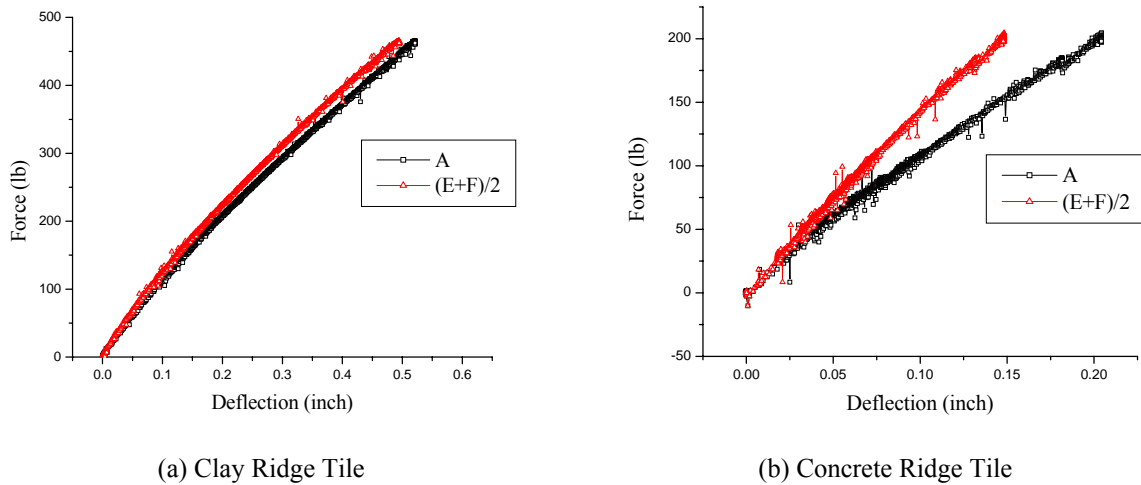 500
400
300
200
100
0
Force (lb)
0.0 0.1 0.2 0.3 0.4 0.5 0.6
Deflection (inch)
A
(E+F)/2
(a) Clay Ridge Tile
200
150
100
50
0
-50
Force (lb)
0.00 0.05 0.10 0.15 0.20
Deflection (inch)
A
(E+F)/2
(b) Concrete Ridge Tile